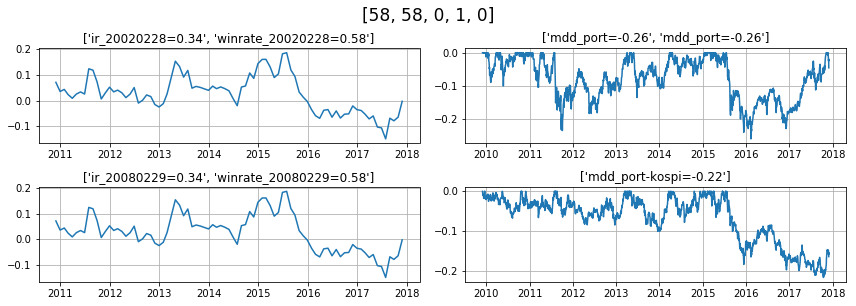 [58, 58, 0, 1, 0]
['ir_20020228=0.34', 'winrate_20020228=0.58']
0.2
0.1
0.0
−0.1
2011 2012 2013 2014 2015 2016 2017 2018
['mdd_port=-0.26', 'mdd_port=-0.26']
0.0
−0.1
−0.2
2010 2011 2012 2013 2014 2015 2016 2017 2018
['ir_20080229=0.34', 'winrate_20080229=0.58']
0.2
0.1
0.0
−0.1
2011 2012 2013 2014 2015 2016 2017 2018
['mdd_port-kospi=-0.22']
0.0
−0.1
−0.2
2010 2011 2012 2013 2014 2015 2016 2017 2018